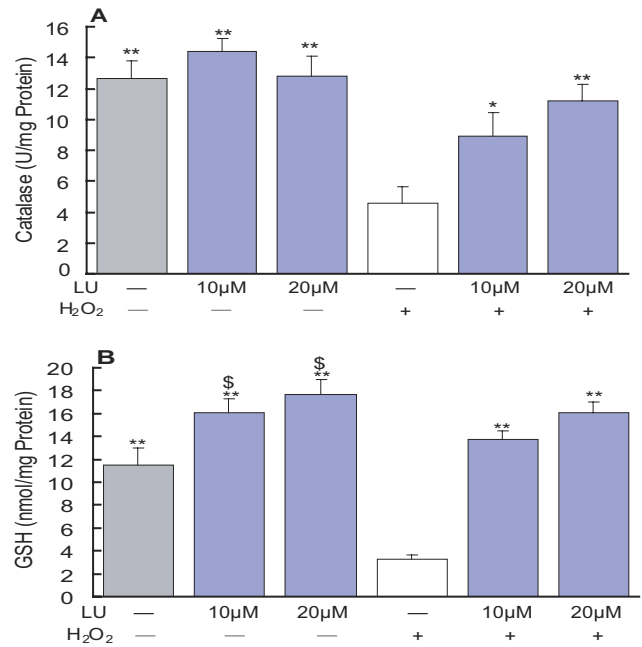 A
Catalase (U/mg Protein)
16
14
12
10
8
6
4
2
0
** ** ** * **
LU — 10µM 20µM — 10µM 20µM
H₂O₂ — — — + + +
B
GSH (nmol/mg Protein)
20
18
16
14
12
10
8
6
4
2
0
$ $
** ** ** ** **
LU — 10µM 20µM — 10µM 20µM
H₂O₂ — — — + + +